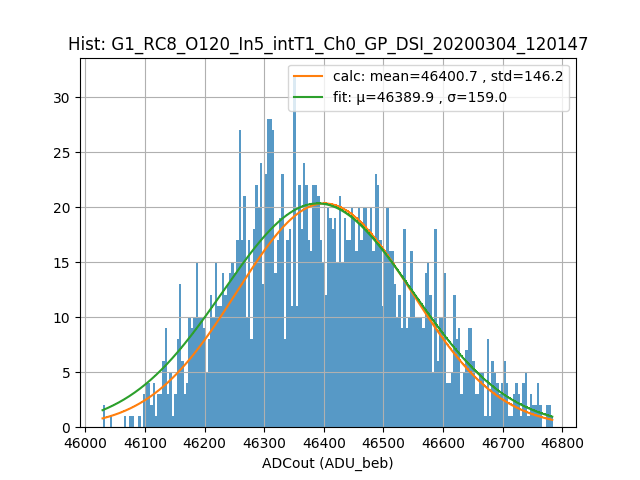 Hist: G1_RC8_O120_In5_intT1_Ch0_GP_DSI_20200304_120147
calc: mean=46400.7 , std=146.2
fit: μ=46389.9 , σ=159.0
30
25
20
15
10
5
0
46000 46100 46200 46300 46400 46500 46600 46700 46800
ADCout (ADU_beb)